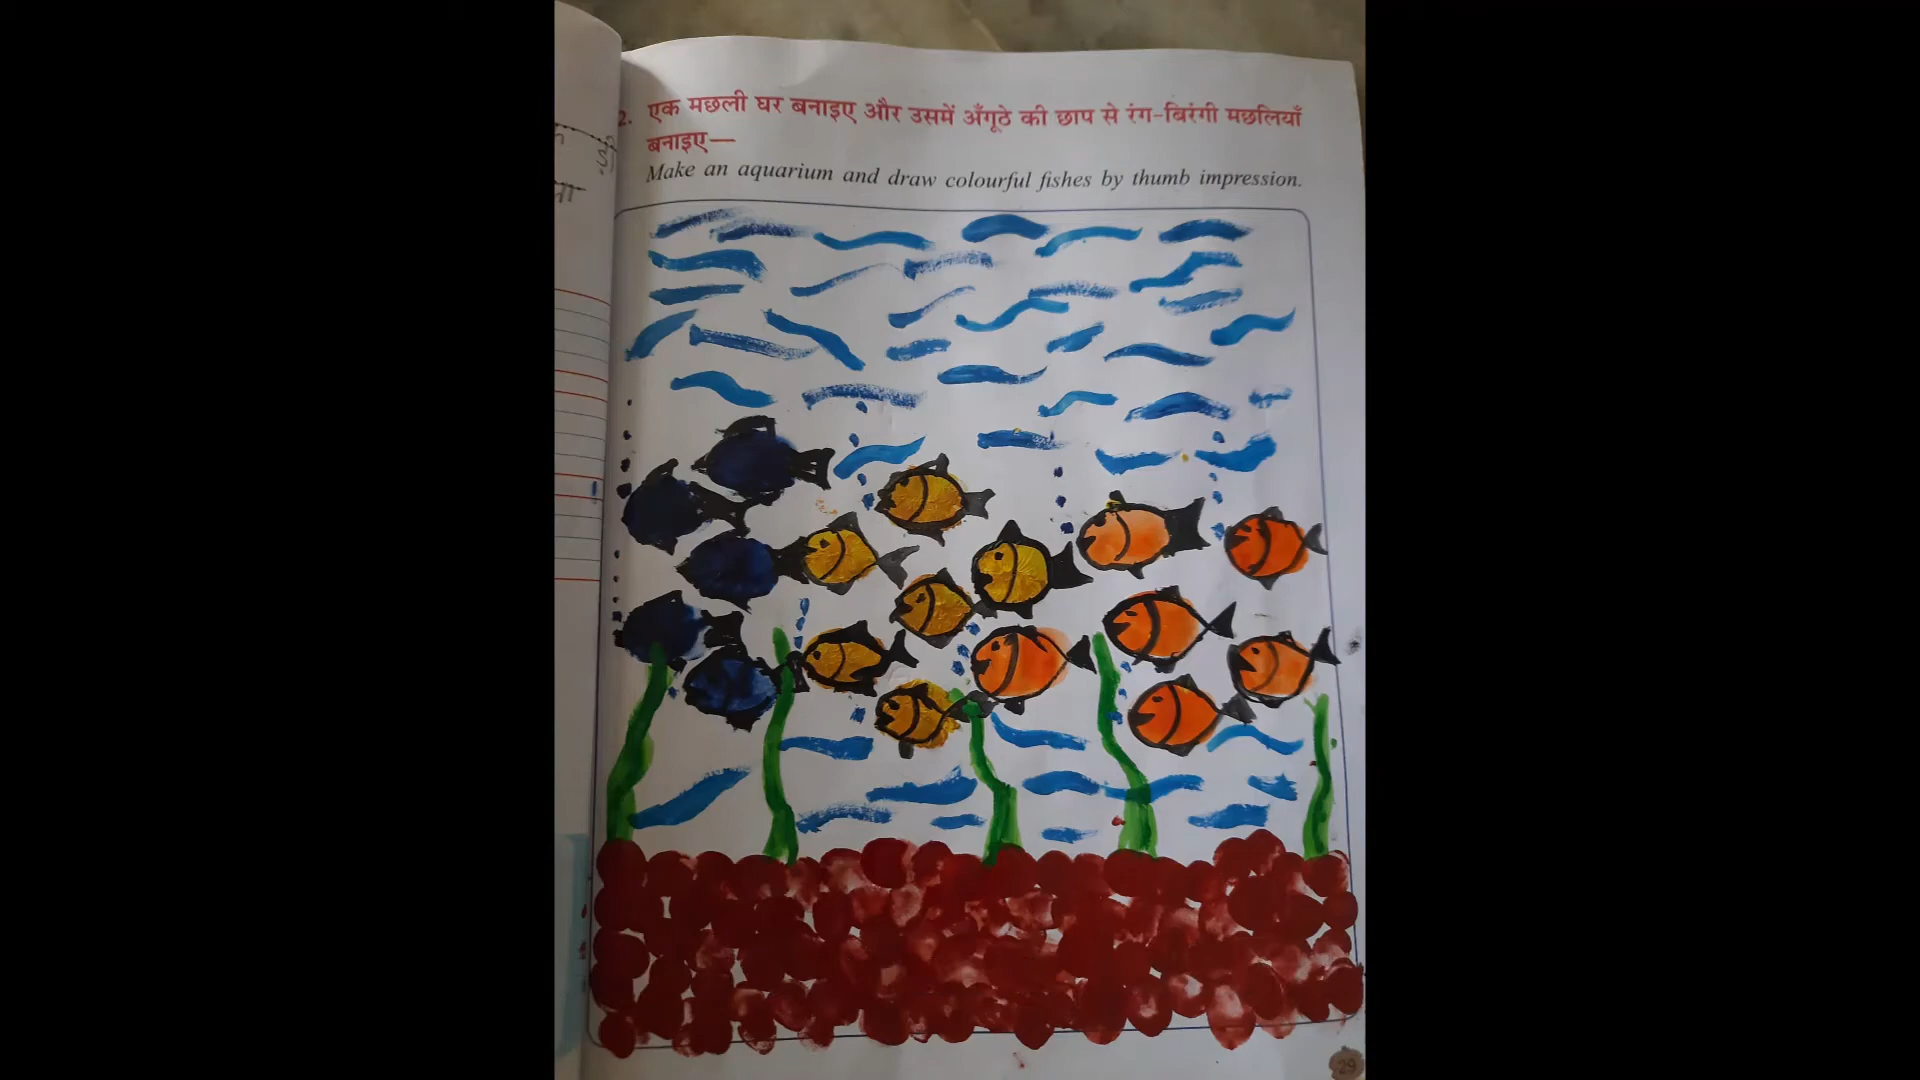 2. एक मछली घर बनाइए और उसमें अँगूठे की छाप से रंग-बिरंगी मछलियाँ
बनाइए—
Make an aquarium and draw colourful fishes by thumb impression.
29